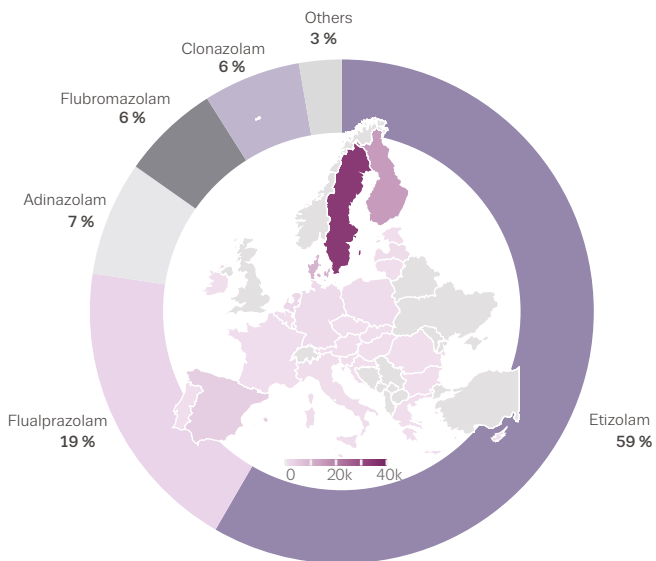 Others
3 %
Clonazolam
6 %
Flubromazolam
6 %
Adinazolam
7 %
Flualprazolam
19 %
Etizolam
59 %
0 20k 40k